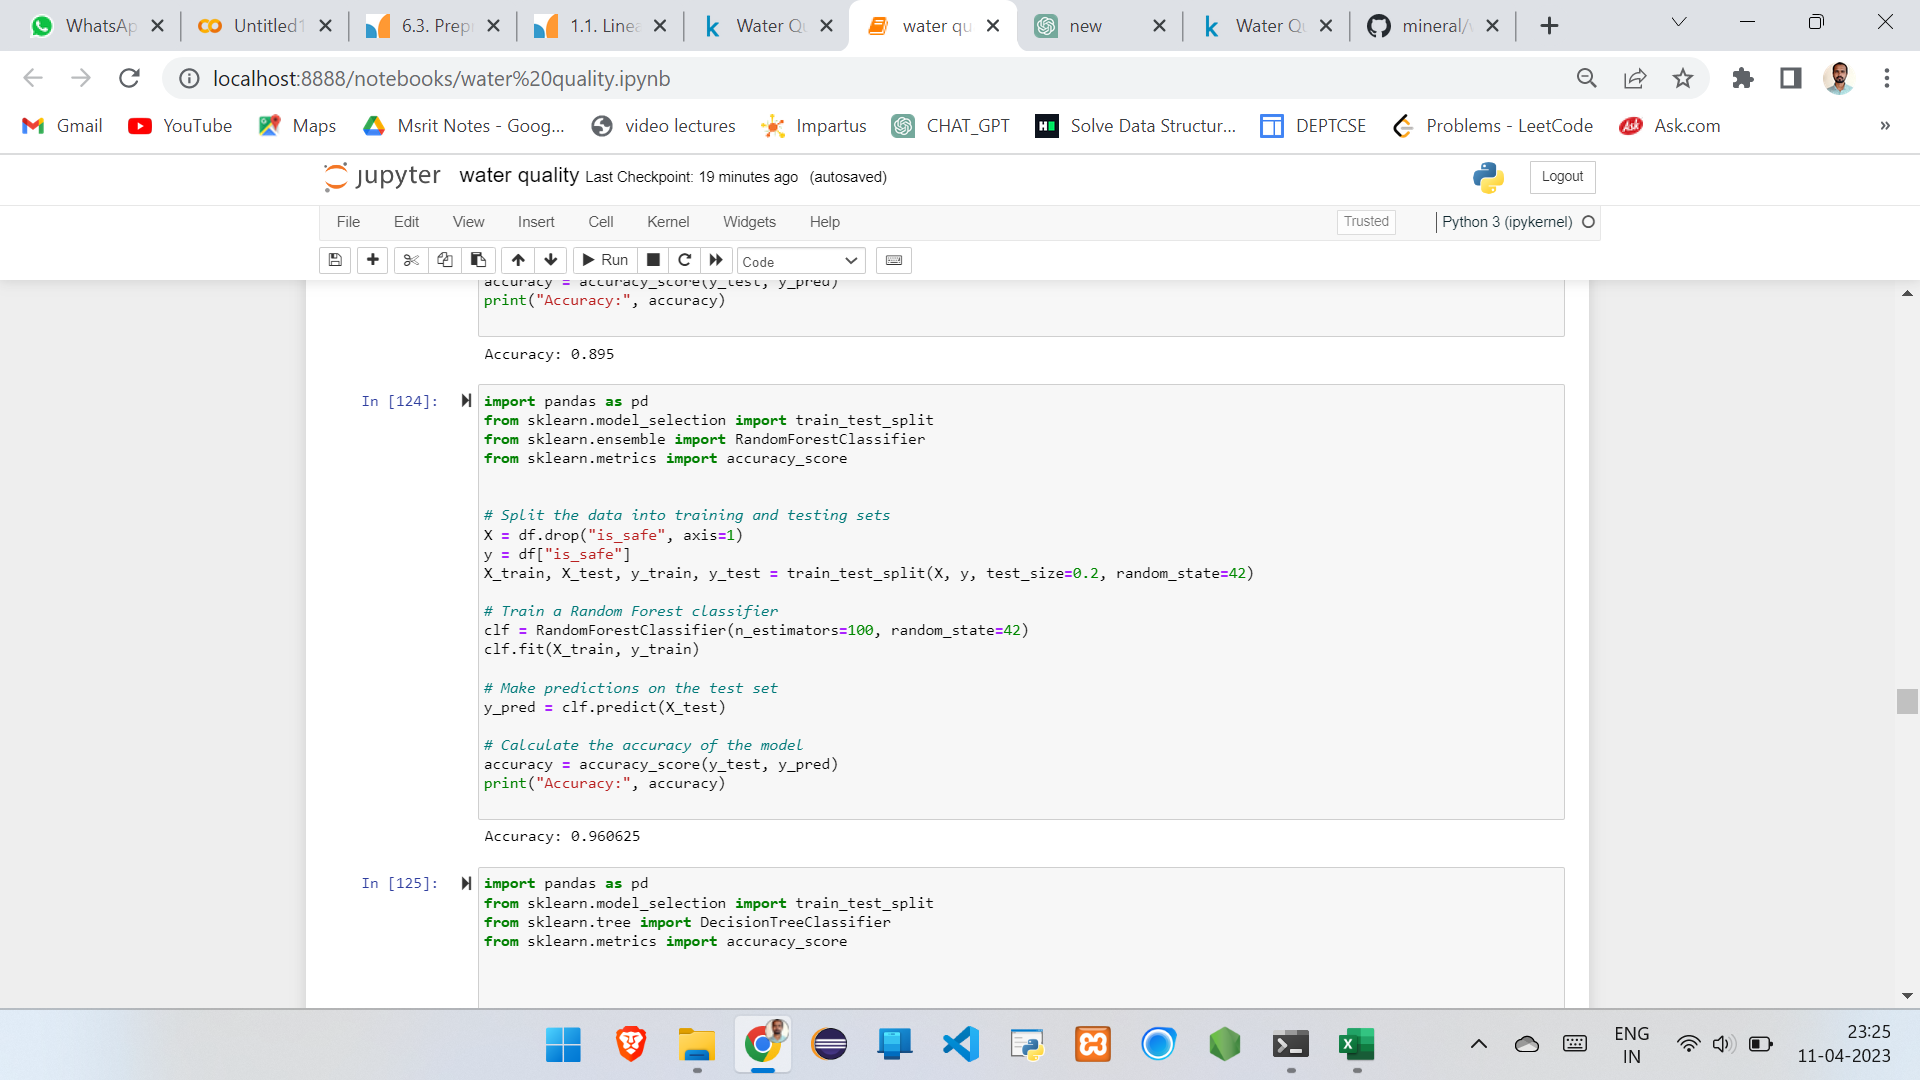 WhatsAp
Untitled1
6.3. Prepr
1.1. Linea
Water Qu
water qu
new
Water Qu
mineral/w
localhost:8888/notebooks/water%20quality.ipynb
Gmail
YouTube
Maps
Msrit Notes - Goog...
video lectures
Impartus
CHAT_GPT
Solve Data Structur...
DEPTCSE
Problems - LeetCode
Ask.com
»
jupyter water quality Last Checkpoint: 19 minutes ago (autosaved)
Logout
File Edit View Insert Cell Kernel Widgets Help
Trusted
Python 3 (ipykernel)
Run
Code
accuracy = accuracy_score(y_test, y_pred)
print("Accuracy:", accuracy)
Accuracy: 0.895
In [124]:
import pandas as pd
from sklearn.model_selection import train_test_split
from sklearn.ensemble import RandomForestClassifier
from sklearn.metrics import accuracy_score
# Split the data into training and testing sets
X = df.drop("is_safe", axis=1)
y = df["is_safe"]
X_train, X_test, y_train, y_test = train_test_split(X, y, test_size=0.2, random_state=42)
# Train a Random Forest classifier
clf = RandomForestClassifier(n_estimators=100, random_state=42)
clf.fit(X_train, y_train)
# Make predictions on the test set
y_pred = clf.predict(X_test)
# Calculate the accuracy of the model
accuracy = accuracy_score(y_test, y_pred)
print("Accuracy:", accuracy)
Accuracy: 0.960625
In [125]:
import pandas as pd
from sklearn.model_selection import train_test_split
from sklearn.tree import DecisionTreeClassifier
from sklearn.metrics import accuracy_score
ENG
IN
23:25
11-04-2023